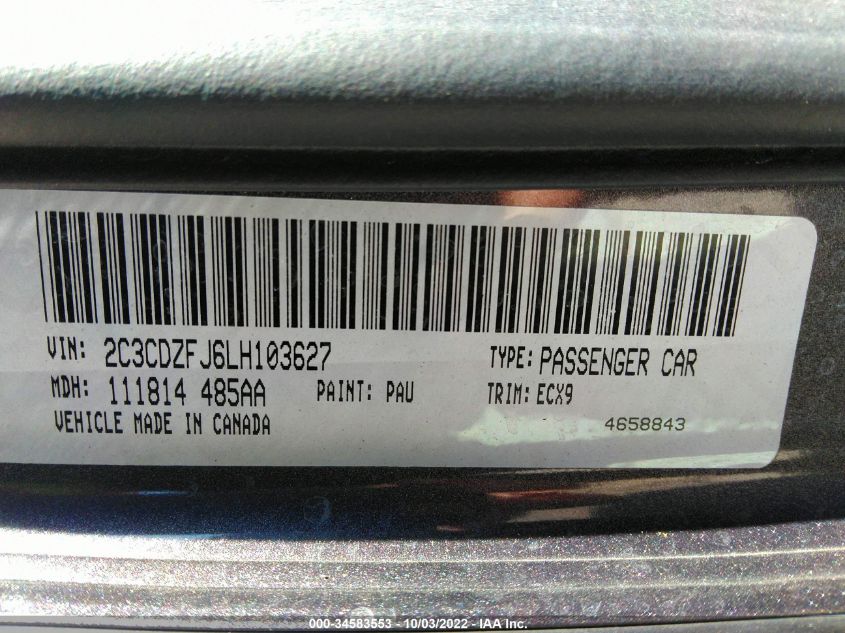 VIN: 2C3CDZFJ6LH103627 TYPE: PASSENGER CAR
MDH: 111814 485AA PAINT: PAU TRIM: ECX9
VEHICLE MADE IN CANADA 4658843
000-34583553 - 10/03/2022 - IAA Inc.